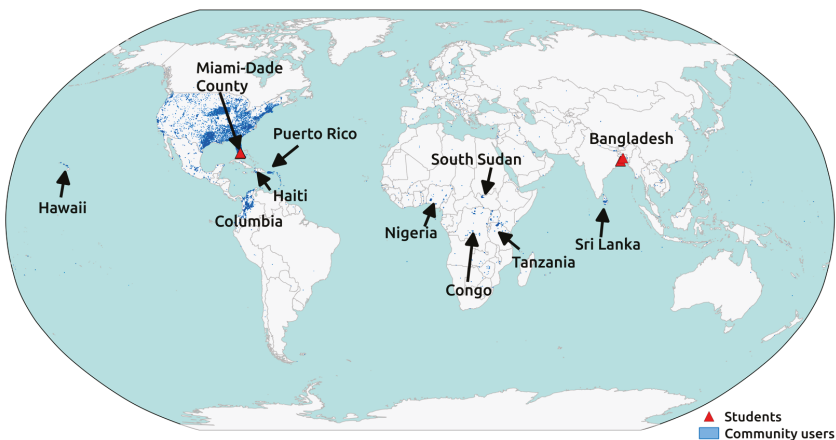 Miami-Dade
County
Puerto Rico
Bangladesh
South Sudan
Hawaii
Haiti
Columbia
Nigeria
Sri Lanka
Tanzania
Congo
Students
Community users